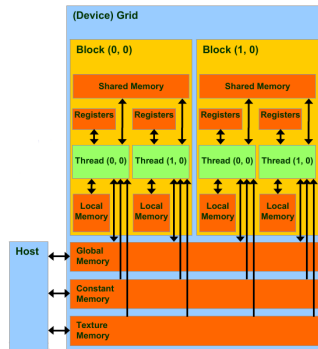 (Device) Grid
Block (0, 0)
Block (1, 0)
Shared Memory
Shared Memory
Registers
Registers
Registers
Registers
Thread (0, 0)
Thread (1, 0)
Thread (0, 0)
Thread (1, 0)
Local
Memory
Local
Memory
Local
Memory
Local
Memory
Host
Global
Memory
Constant
Memory
Texture
Memory